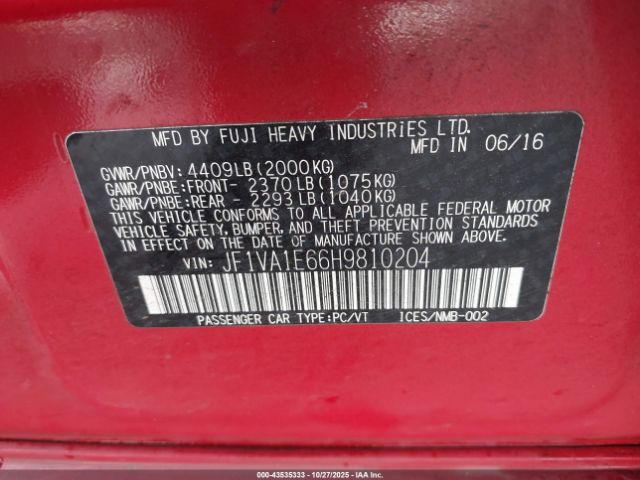 MFD BY FUJI HEAVY INDUSTRIES LTD.
MFD IN 06/16
GVWR/PNBV: 4409LB(2000KG)
GAWR/PNBE:FRONT- 2370LB(1075KG)
GAWR/PNBE:REAR - 2293LB(1040KG)
THIS VEHICLE CONFORMS TO ALL APPLICABLE FEDERAL MOTOR
VEHICLE SAFETY, BUMPER, AND THEFT PREVENTION STANDARDS
IN EFFECT ON THE DATE OF MANUFACTURE SHOWN ABOVE.
VIN: JF1VA1E66H9810204
PASSENGER CAR TYPE:PC/VT ICES/NMB-002
000-43535333 - 10/27/2025 - IAAI.COM